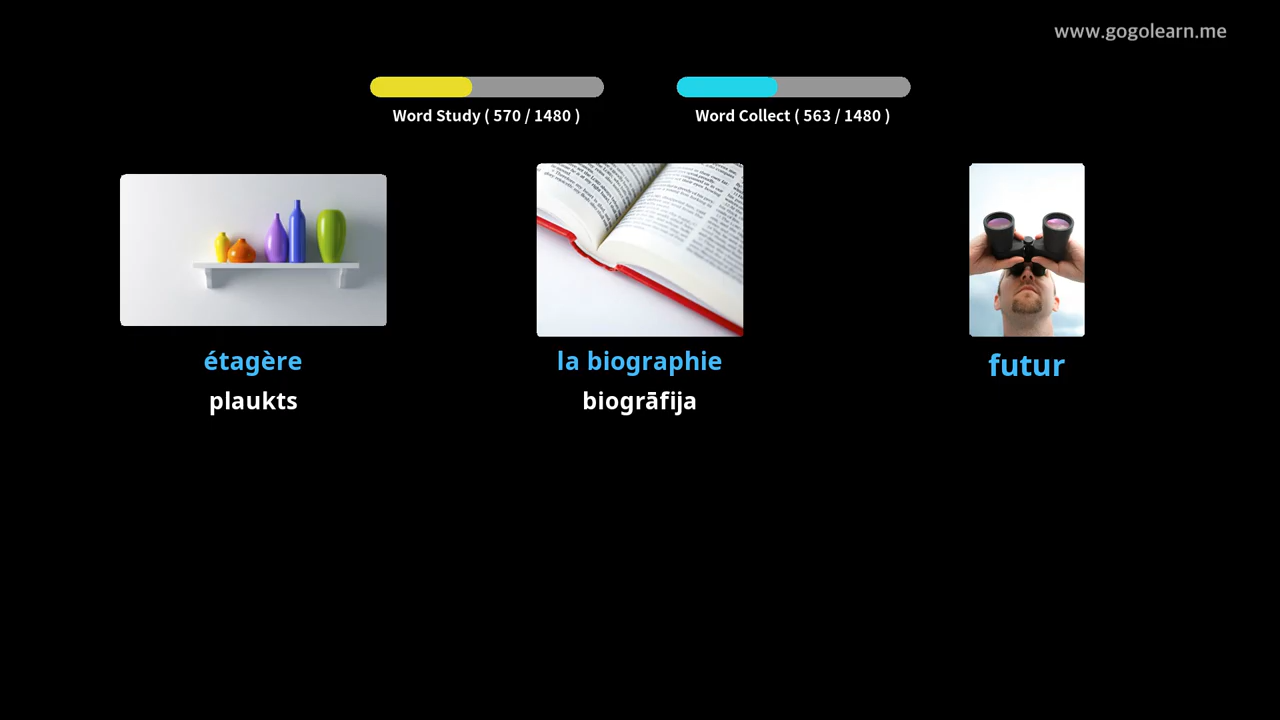 www.gogolearn.me
Word Study ( 570 / 1480 )
Word Collect ( 563 / 1480 )
étagère
la biographie
futur
plaukts
biogrāfija